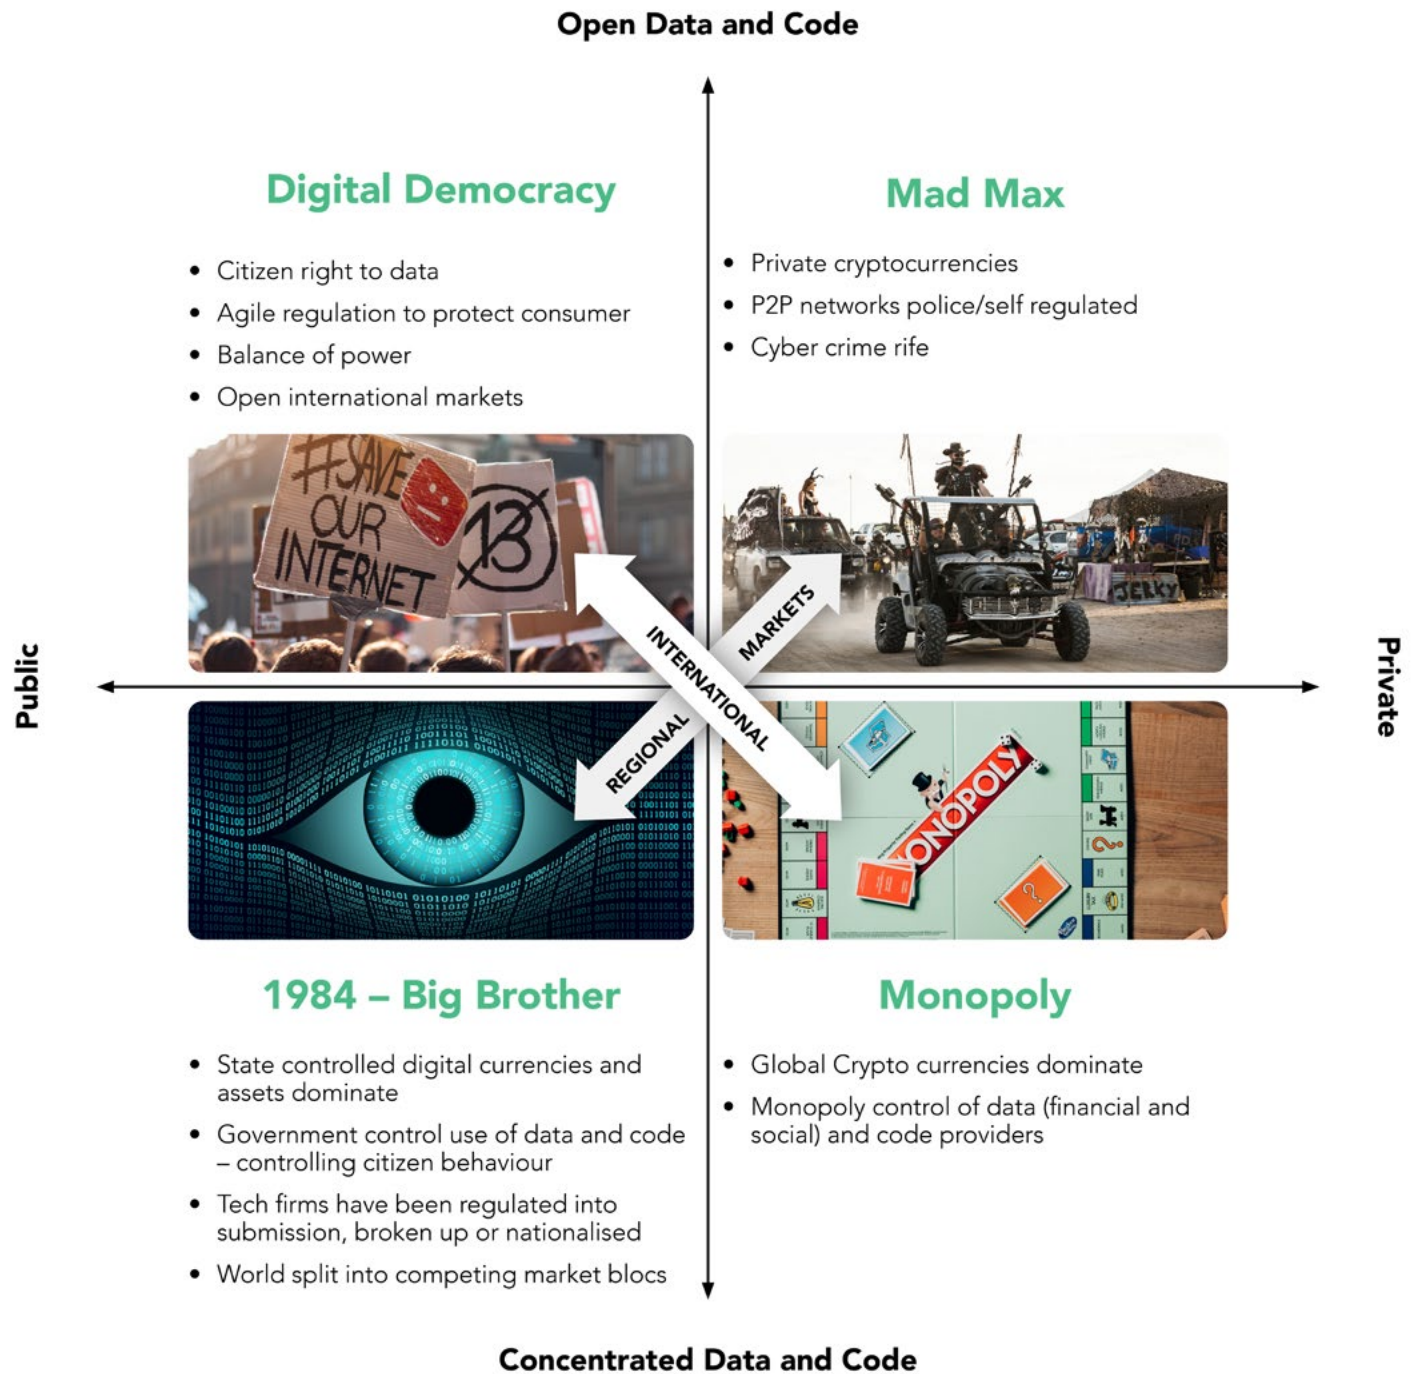 Open Data and Code
Digital Democracy
• Citizen right to data
• Agile regulation to protect consumer
• Balance of power
• Open international markets
Mad Max
• Private cryptocurrencies
• P2P networks police/self regulated
• Cyber crime rife
#SAVE
OUR
INTERNET
13
JERKY
Public
Private
INTERNATIONAL
MARKETS
REGIONAL
MONOPOLY
1984 – Big Brother
• State controlled digital currencies and
assets dominate
• Government control use of data and code
– controlling citizen behaviour
• Tech firms have been regulated into
submission, broken up or nationalised
• World split into competing market blocs
Monopoly
• Global Crypto currencies dominate
• Monopoly control of data (financial and
social) and code providers
Concentrated Data and Code